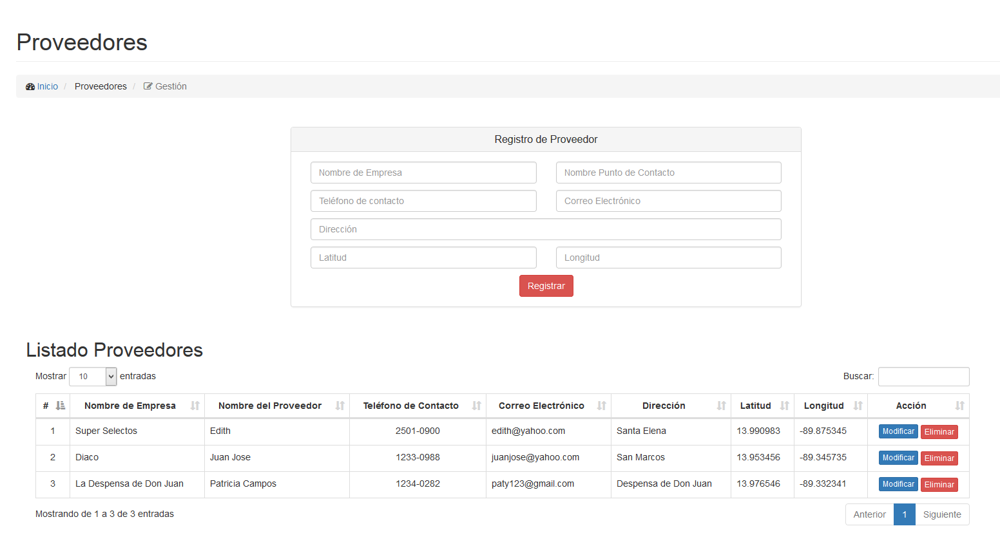 Proveedores
Inicio / Proveedores / Gestión
Registro de Proveedor
Nombre de Empresa Nombre Punto de Contacto
Teléfono de contacto Correo Electrónico
Dirección
Latitud Longitud
Registrar
Listado Proveedores
Mostrar 10 entradas Buscar:
# Nombre de Empresa Nombre del Proveedor Teléfono de Contacto Correo Electrónico Dirección Latitud Longitud Acción
1 Super Selectos Edith 2501-0900 edith@yahoo.com Santa Elena 13.990983 -89.875345 Modificar Eliminar
2 Diaco Juan Jose 1233-0988 juanjose@yahoo.com San Marcos 13.953456 -89.345735 Modificar Eliminar
3 La Despensa de Don Juan Patricia Campos 1234-0282 paty123@gmail.com Despensa de Don Juan 13.976546 -89.332341 Modificar Eliminar
Mostrando de 1 a 3 de 3 entradas Anterior 1 Siguiente